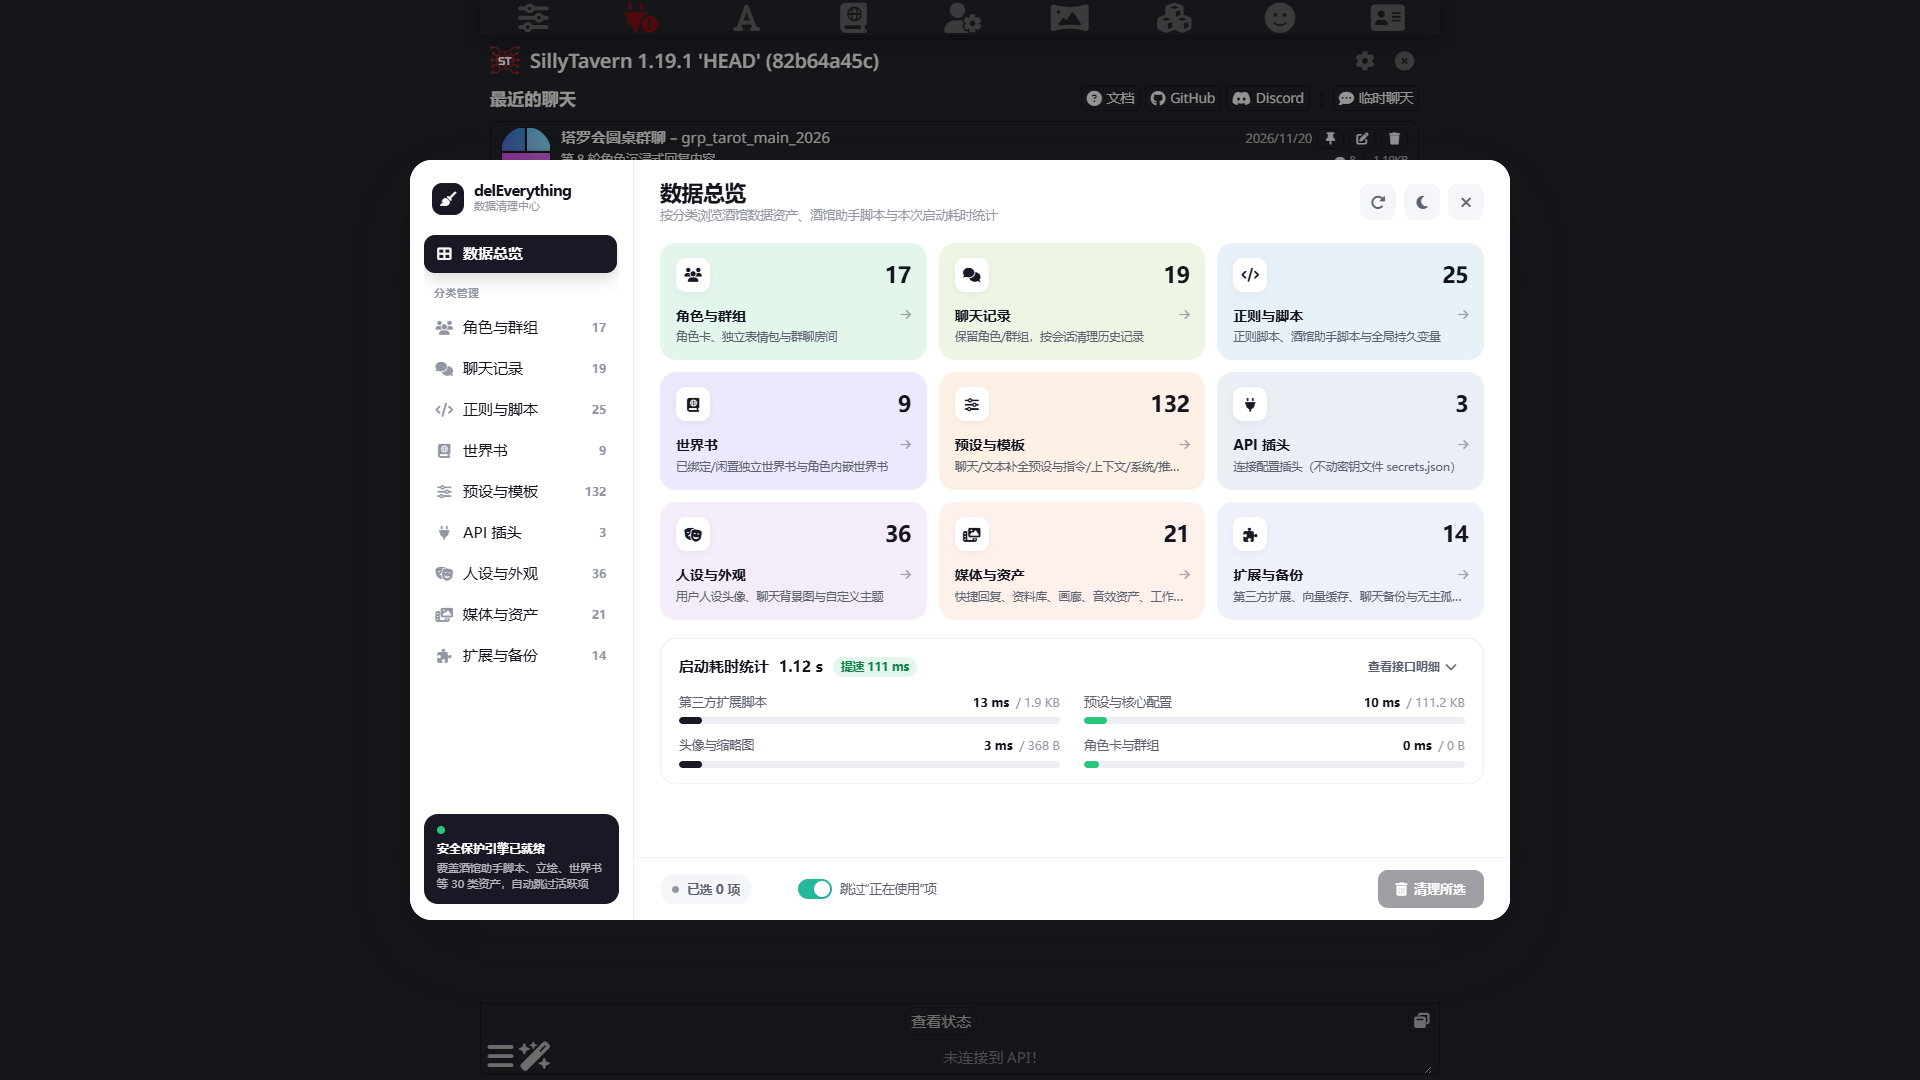 SillyTavern 1.19.1 'HEAD' (82b64a45c)
最近的聊天
文档
GitHub
Discord
临时聊天
塔罗会圆桌群聊 – grp_tarot_main_2026
2026/11/20
delEverything
数据清理中心
数据总览
分类管理
角色与群组 17
聊天记录 19
正则与脚本 25
世界书 9
预设与模板 132
API 插头 3
人设与外观 36
媒体与资产 21
扩展与备份 14
安全保护引擎已就绪
覆盖酒馆助手脚本、立绘、世界书
等 30 类资产，自动跳过活跃项
数据总览
按分类浏览酒馆数据资产、酒馆助手脚本与本次启动耗时统计
17
角色与群组
角色卡、独立表情包与群聊房间
19
聊天记录
保留角色/群组，按会话清理历史记录
25
正则与脚本
正则脚本、酒馆助手脚本与全局持久变量
9
世界书
已绑定/闲置独立世界书与角色内嵌世界书
132
预设与模板
聊天/文本补全预设与指令/上下文/系统/推...
3
API 插头
连接配置插头（不动密钥文件 secrets.json）
36
人设与外观
用户人设头像、聊天背景图与自定义主题
21
媒体与资产
快捷回复、资料库、画廊、音效资产、工作...
14
扩展与备份
第三方扩展、向量缓存、聊天备份与无主孤...
启动耗时统计 1.12 s 提速 111 ms
查看接口明细
第三方扩展脚本 13 ms / 1.9 KB
预设与核心配置 10 ms / 111.2 KB
头像与缩略图 3 ms / 368 B
角色卡与群组 0 ms / 0 B
已选 0 项
跳过“正在使用”项
清理所选
查看状态
未连接到 API!